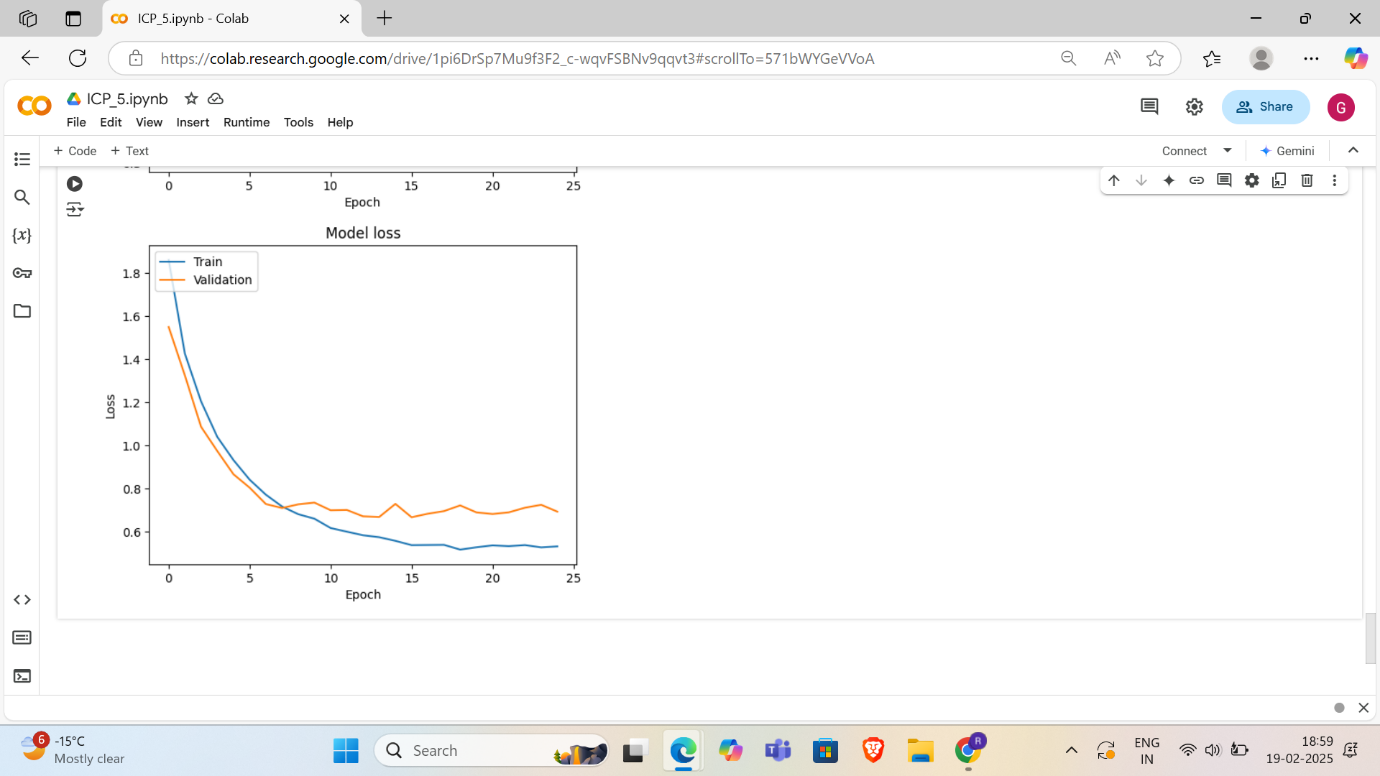 ICP_5.ipynb - Colab
https://colab.research.google.com/drive/1pi6DrSp7Mu9f3F2_c-wqvFSBNv9qqvt3#scrollTo=571bWYGeVVoA
ICP_5.ipynb
File Edit View Insert Runtime Tools Help
Share
G
+ Code + Text
Connect
Gemini
0 5 10 15 20 25
Epoch
Model loss
Train
Validation
1.8
1.6
1.4
1.2
1.0
0.8
0.6
Loss
0 5 10 15 20 25
Epoch
{x}
6
-15°C
Mostly clear
Search
R
ENG
IN
18:59
19-02-2025